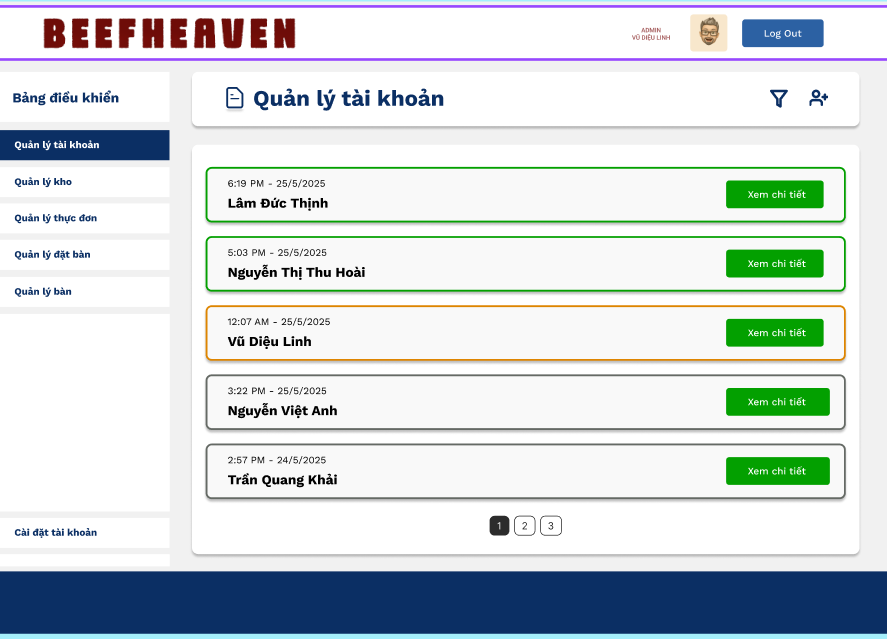 BEEFHEAVEN
ADMIN
VŨ DIỆU LINH
Log Out
Bảng điều khiển
Quản lý tài khoản
Quản lý kho
Quản lý thực đơn
Quản lý đặt bàn
Quản lý bàn
Cài đặt tài khoản
Quản lý tài khoản
6:19 PM - 25/5/2025
Lâm Đức Thịnh
Xem chi tiết
5:03 PM - 25/5/2025
Nguyễn Thị Thu Hoài
Xem chi tiết
12:07 AM - 25/5/2025
Vũ Diệu Linh
Xem chi tiết
3:22 PM - 25/5/2025
Nguyễn Việt Anh
Xem chi tiết
2:57 PM - 24/5/2025
Trần Quang Khải
Xem chi tiết
1 2 3